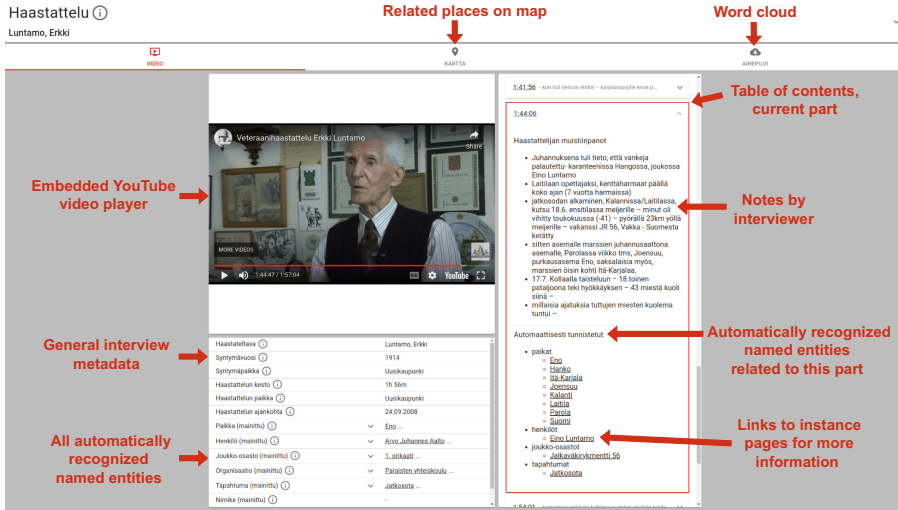 Haastattelu
Luntamo, Erkki
Related places on map
Word cloud
VIDEO
KARTTA
AIHEPILVI
Embedded YouTube
video player
Veteraanihaastattelu Erkki Luntamo
Share
MORE VIDEOS
1:44:47 / 1:57:04
YouTube
General interview
metadata
All automatically
recognized
named entities
Haastateltava Luntamo, Erkki
Syntymävuosi 1914
Syntymäpaikka Uusikaupunki
Haastattelun kesto 1h 56m
Haastattelun paikka Uusikaupunki
Haastattelun ajankohta 24.09.2008
Paikka (mainittu) Eno ...
Henkilö (mainittu) Arvo Johannes Aalto ...
Joukko-osasto (mainittu) 1. prikaati ...
Organisaatio (mainittu) Paraisten yhteiskoulu ...
Tapahtuma (mainittu) Jatkosota ...
Nimike (mainittu) -
1:41:56 - kun tuli tietoon ehdot – karjalaispojille kova p...
1:44:06
Haastattelijan muistiinpanot
• Juhannuksena tuli tieto, että vankeja
palautettu- karanteenissa Hangossa, joukossa
Eino Luntamo
• Laitilaan opettajaksi, kenttäharmaat päällä
koko ajan (7 vuotta harmaissa)
• jatkosodan alkaminen, Kalannissa/Laitilassa,
kutsu 18.6. ensitilassa meijerille – minut oli
vihitty toukokuussa (-41) – pyörällä 23km yöllä
meijerille – vakanssi JR 56, Vakka - Suomesta
kerätty
• sitten asemalle marssien juhannusaattona
asemalle, Parolassa viikko tms, Joensuu,
purkausasema Eno, saksalaisia myös,
marssien öisin kohti Itä-Karjalaa,
• 17.7. Kollaalla taisteluun – 18.toinen
pataljoona teki hyökkäyksen – 43 miestä kuoli
siinä –
• millaisia ajatuksia tuttujen miesten kuolema
tuntui –
Automaattisesti tunnistetut
• paikat
Eno
Hanko
Itä-Karjala
Joensuu
Kalanti
Laitila
Parola
Suomi
• henkilöt
Eino Luntamo
• joukko-osastot
Jalkaväkirykmentti 56
• tapahtumat
Jatkosota
1:54:01
Table of contents,
current part
Notes by
interviewer
Automatically recognized
named entities
related to this part
Links to instance
pages for more
information